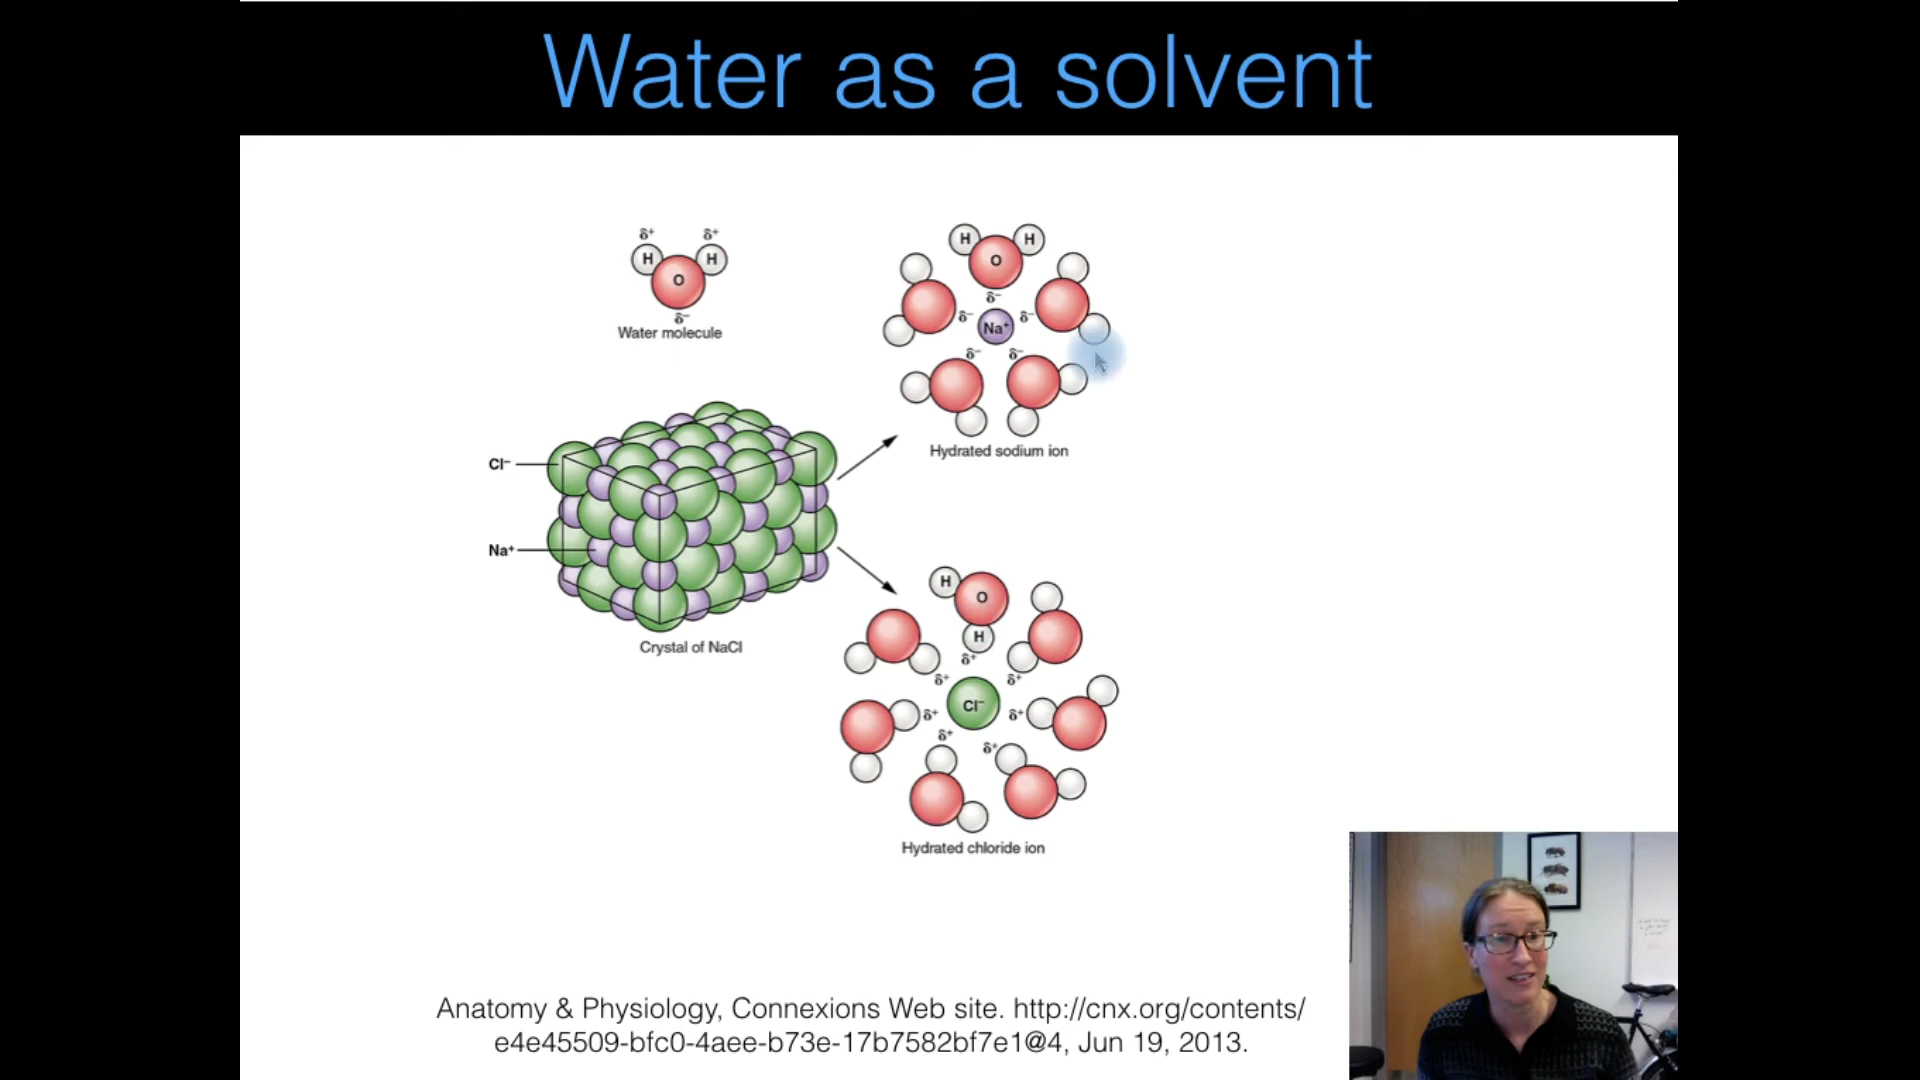 Water as a solvent
δ+ δ+
H H
O
δ–
Water molecule
H H
O
δ–
δ– δ–
Na+
δ– δ–
Hydrated sodium ion
Cl–
Na+
Crystal of NaCl
H O
H
δ+
δ+ δ+
Cl–
δ+ δ+
δ+ δ+
Hydrated chloride ion
Anatomy & Physiology, Connexions Web site. http://cnx.org/contents/
e4e45509-bfc0-4aee-b73e-17b7582bf7e1@4, Jun 19, 2013.